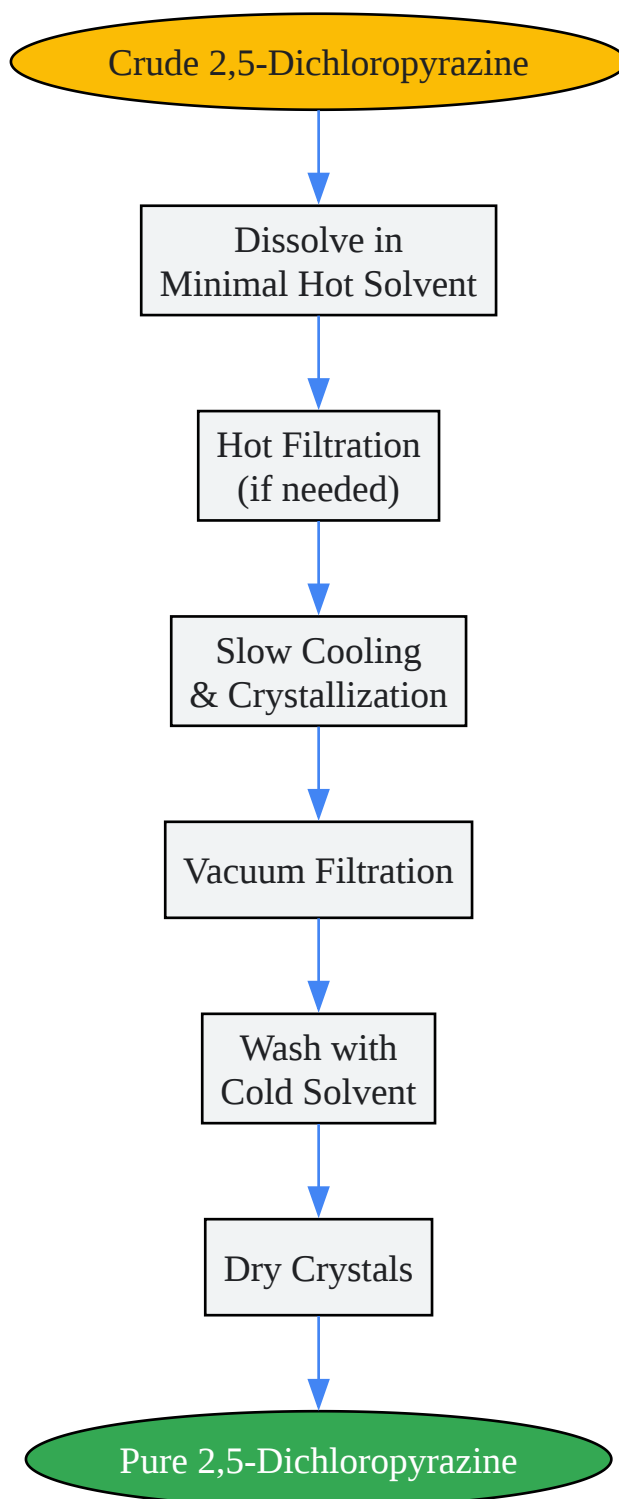 Crude 2,5-Dichloropyrazine
Dissolve in
Minimal Hot Solvent
Hot Filtration
(if needed)
Slow Cooling
& Crystallization
Vacuum Filtration
Wash with
Cold Solvent
Dry Crystals
Pure 2,5-Dichloropyrazine